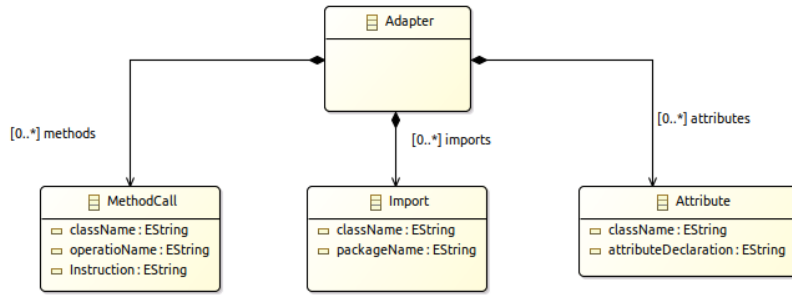 Adapter
[0..*] methods
[0..*] imports
[0..*] attributes
MethodCall
className : EString
operatioName : EString
Instruction : EString
Import
className : EString
packageName : EString
Attribute
className : EString
attributeDeclaration : EString